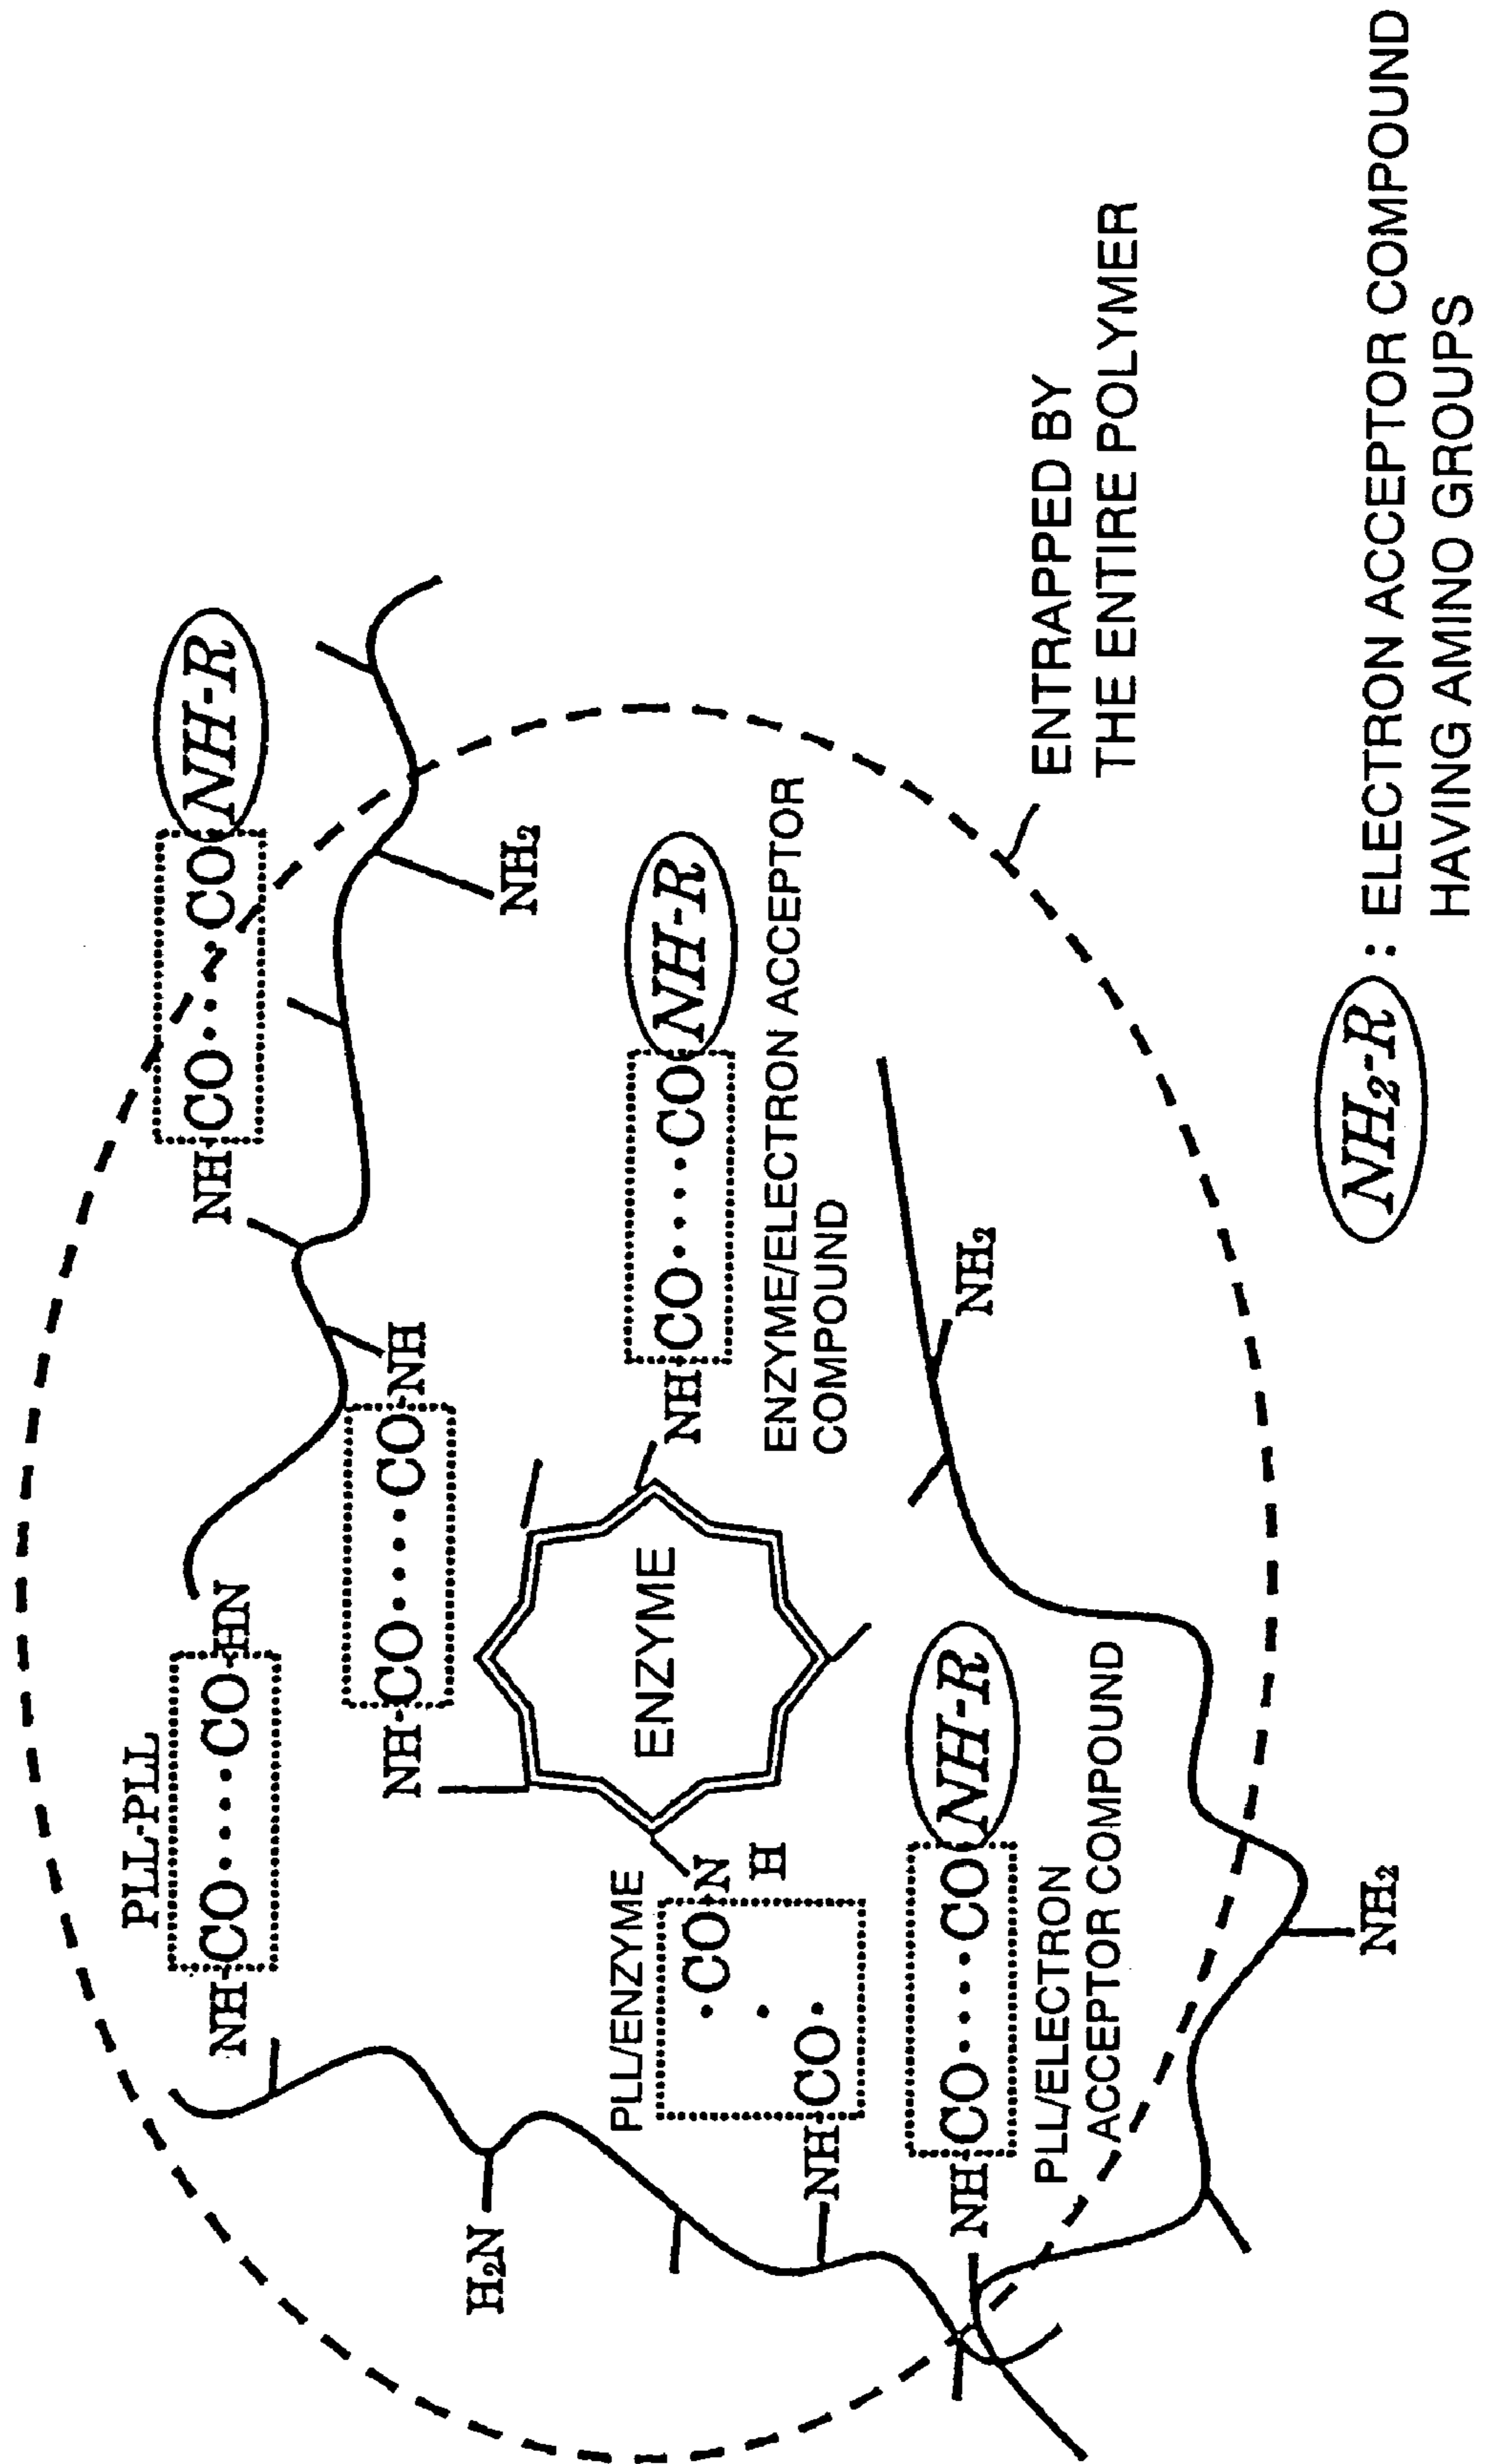 PLL-PLL
NH CO····CO HN
NH CO····CO NH-R
NH CO····CO NH
H₂N
NH₂
PLL/ENZYME
CO N
H
NH CO
ENZYME
NH CO····CO NH-R
ENZYME/ELECTRON ACCEPTOR
COMPOUND
NH CO····CO NH-R
PLL/ELECTRON
ACCEPTOR COMPOUND
NH₂
NH₂
ENTRAPPED BY
THE ENTIRE POLYMER
NH₂-R : ELECTRON ACCEPTOR COMPOUND
HAVING AMINO GROUPS